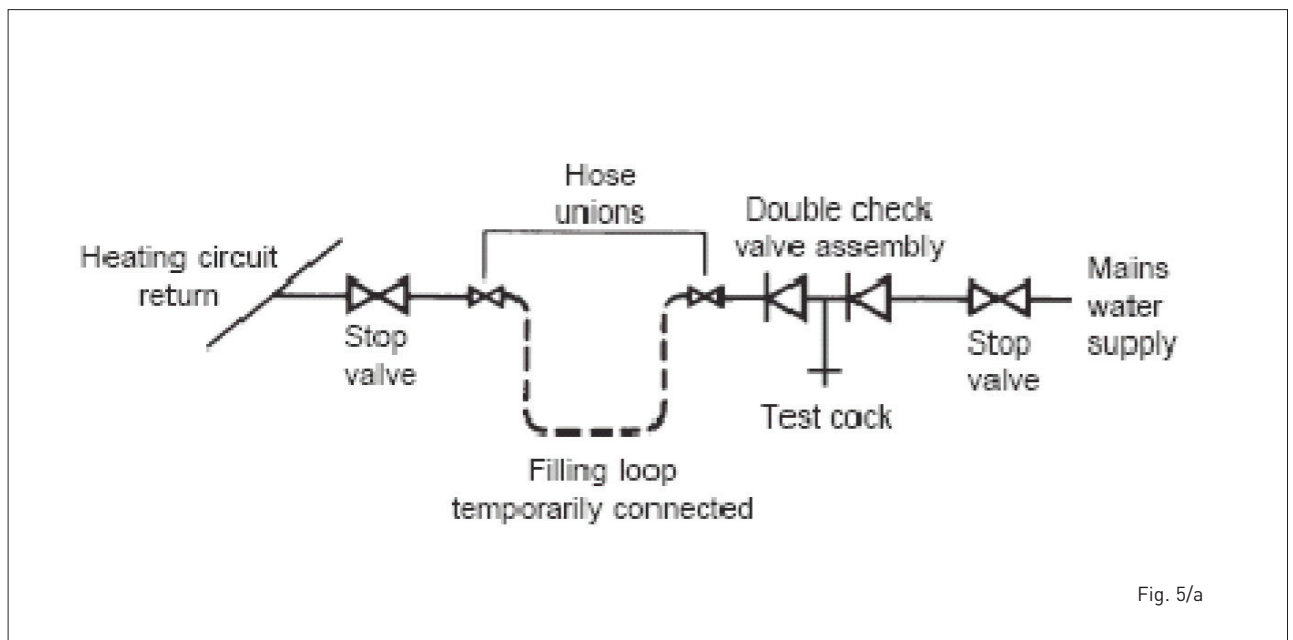 Hose
unions
Double check
valve assembly
Heating circuit
return
Mains
water
supply
Stop
valve
Stop
valve
Test cock
Filling loop
temporarily connected
Fig. 5/a